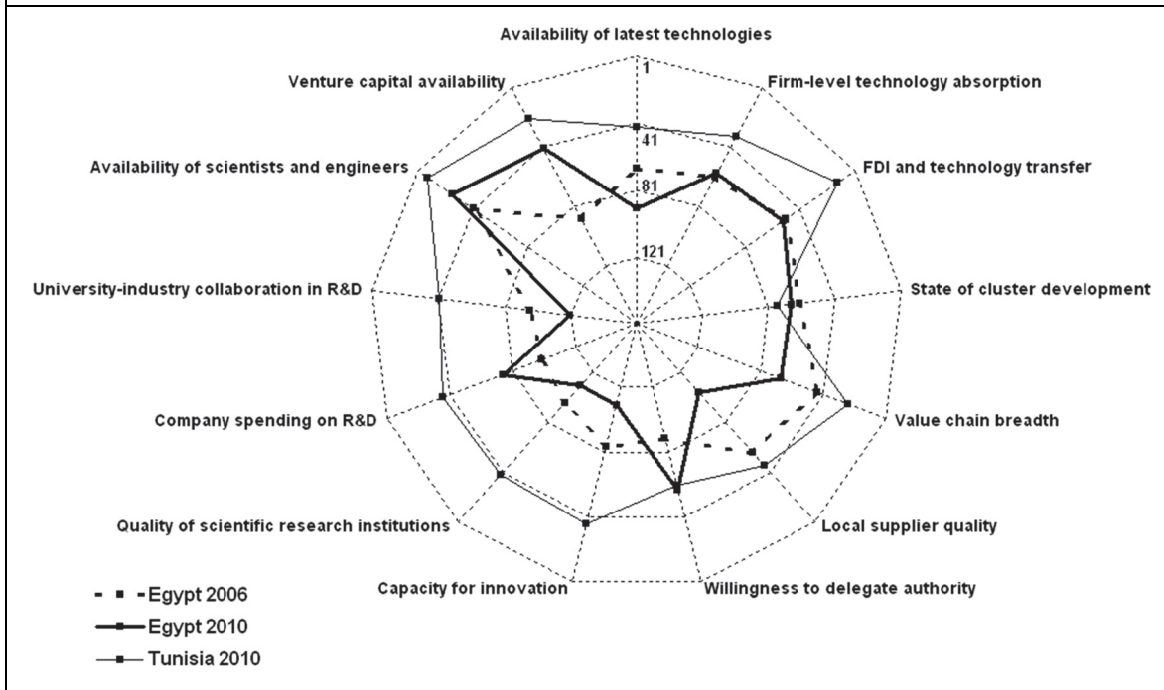 Availability of latest technologies
1
Venture capital availability
Firm-level technology absorption
41
Availability of scientists and engineers
FDI and technology transfer
81
121
University-industry collaboration in R&D
State of cluster development
Company spending on R&D
Value chain breadth
Quality of scientific research institutions
Local supplier quality
Capacity for innovation
Willingness to delegate authority
Egypt 2006
Egypt 2010
Tunisia 2010